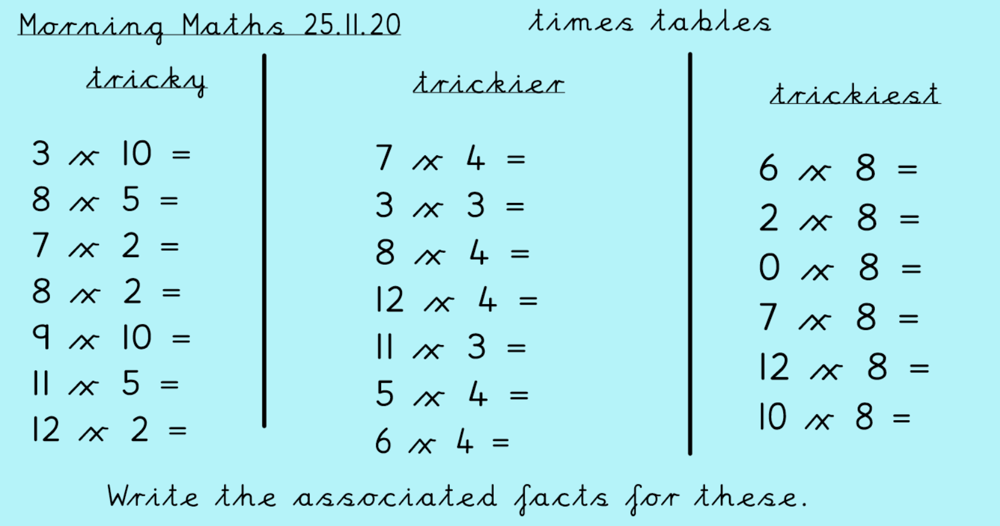 Morning Maths 25.11.20
times tables
tricky
3 x 10 =
8 x 5 =
7 x 2 =
8 x 2 =
9 x 10 =
11 x 5 =
12 x 2 =
trickier
7 x 4 =
3 x 3 =
8 x 4 =
12 x 4 =
11 x 3 =
5 x 4 =
6 x 4 =
trickiest
6 x 8 =
2 x 8 =
0 x 8 =
7 x 8 =
12 x 8 =
10 x 8 =
Write the associated facts for these.